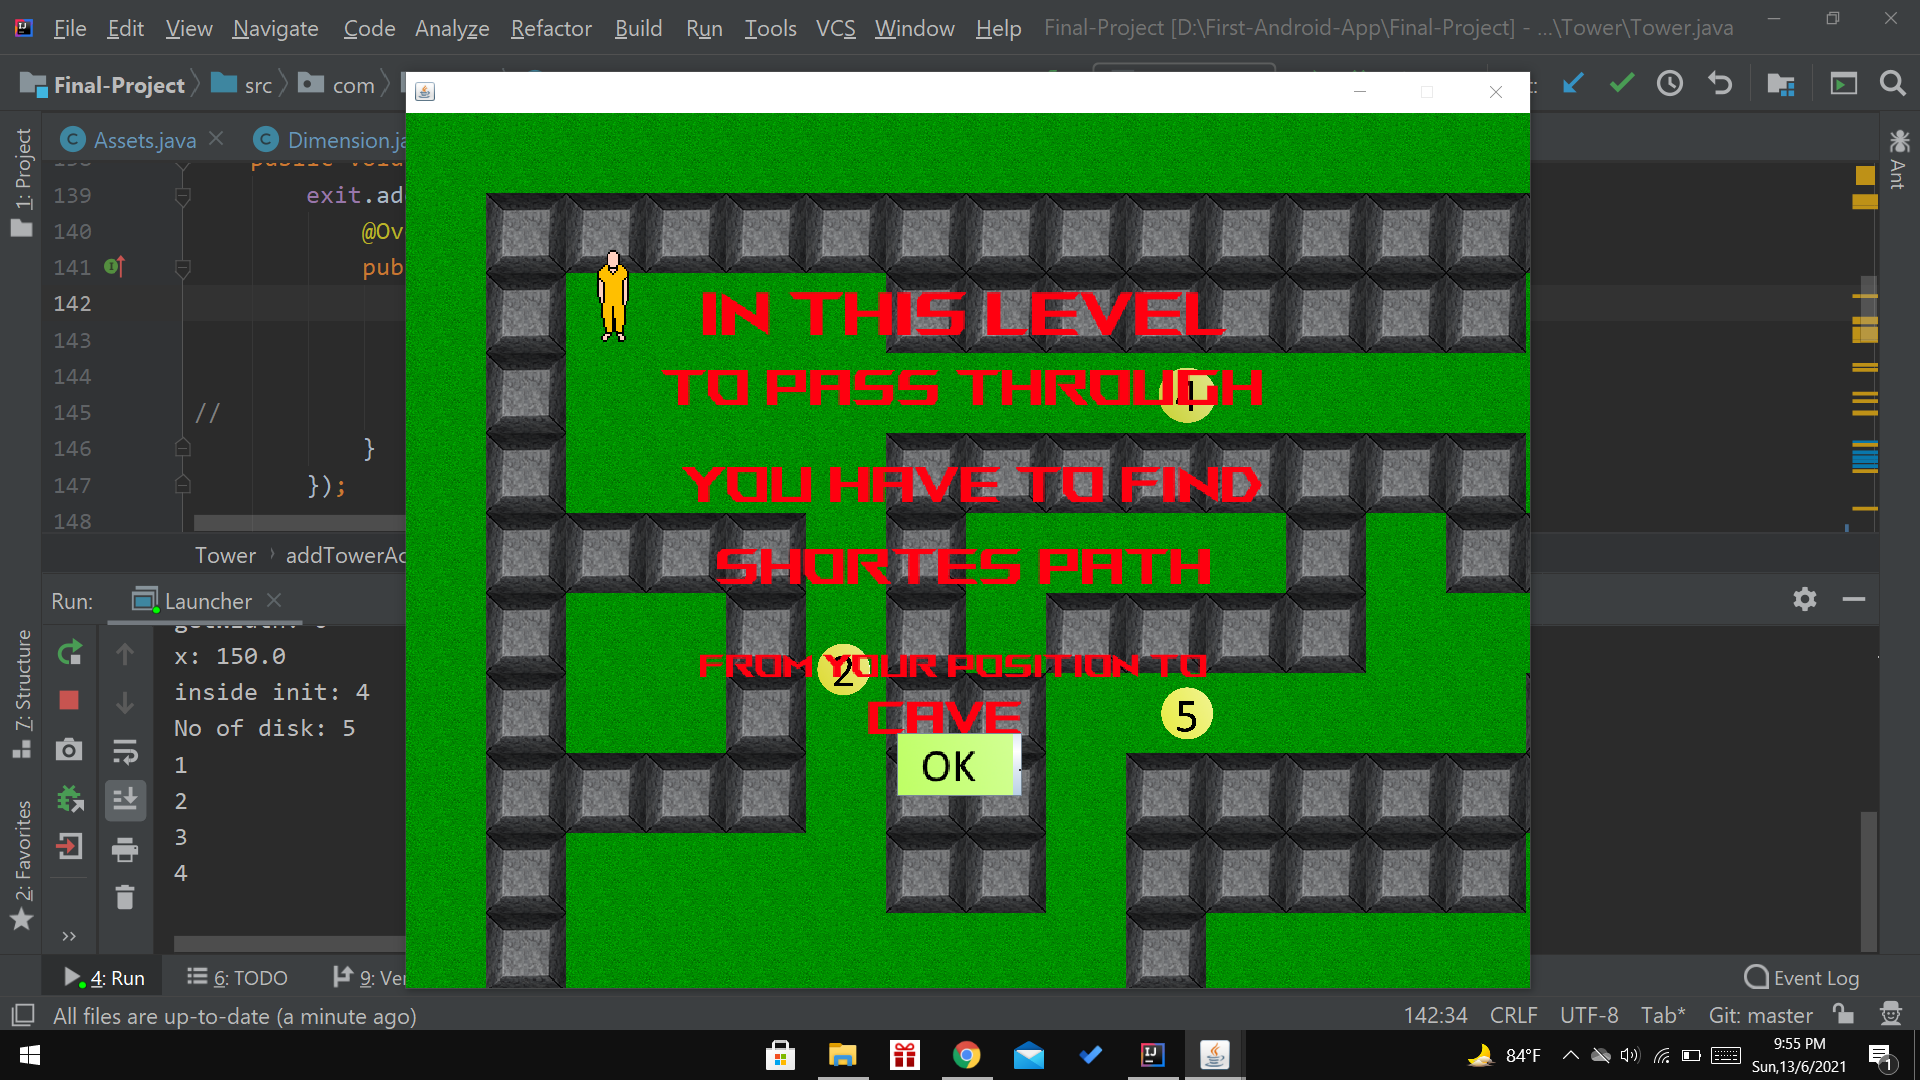 File Edit View Navigate Code Analyze Refactor Build Run Tools VCS Window Help Final-Project [D:\First-Android-App\Final-Project] - ...\Tower\Tower.java
Final-Project src com
Assets.java Dimension.ja
139 exit.ad
140 @Ov
141 pub
142
143
144
145 //
146 }
147 });
148
Tower addTowerAc
Run: Launcher
x: 150.0
inside init: 4
No of disk: 5
1
2
3
4
1: Project
7: Structure
2: Favorites
Ant
IN THIS LEVEL
TO PASS THROUGH
YOU HAVE TO FIND
SHORTES PATH
2
FROM YOUR POSITION TO
CAVE
5
OK
4: Run 6: TODO 9: Ver
Event Log
All files are up-to-date (a minute ago)
142:34 CRLF UTF-8 Tab* Git: master
84°F
9:55 PM
Sun,13/6/2021
1